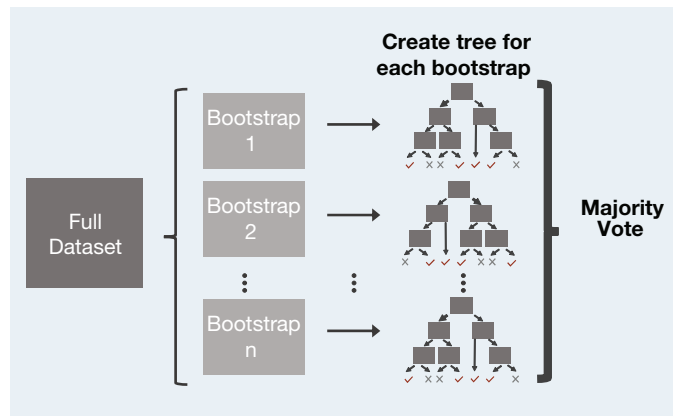 Create tree for
each bootstrap
Full
Dataset
Bootstrap
1
Bootstrap
2
Bootstrap
n
Majority
Vote